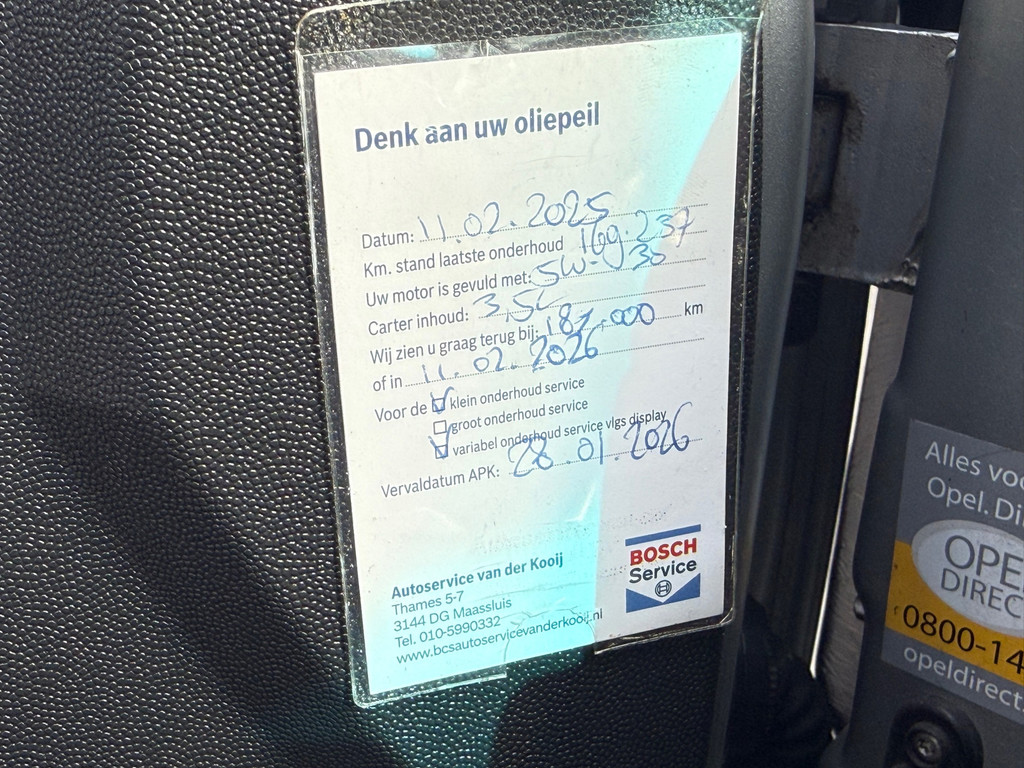 Denk aan uw oliepeil
Datum: 11.02.2025
Km. stand laatste onderhoud 169.237
Uw motor is gevuld met: 5W-30
Carter inhoud: 3,5L
Wij zien u graag terug bij: 187.000 km
of in 11.02.2026
Voor de klein onderhoud service
groot onderhoud service
variabel onderhoud service vlgs display
Vervaldatum APK: 28.01.2026
Autoservice van der Kooij
Thames 5-7
3144 DG Maassluis
Tel. 010-5990332
www.bcsautoservicevanderkooij.nl
BOSCH
Service
Alles voo
Opel. Di
OPE
DIREC
0800-14
opeldirect.